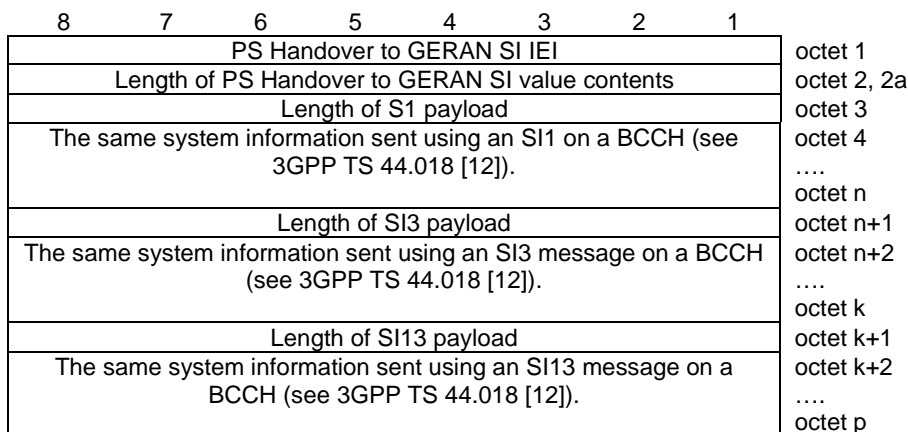 8 7 6 5 4 3 2 1
PS Handover to GERAN SI IEI octet 1
Length of PS Handover to GERAN SI value contents octet 2, 2a
Length of S1 payload octet 3
The same system information sent using an SI1 on a BCCH (see octet 4
3GPP TS 44.018 [12]). ….
octet n
Length of SI3 payload octet n+1
The same system information sent using an SI3 message on a BCCH octet n+2
(see 3GPP TS 44.018 [12]). ….
octet k
Length of SI13 payload octet k+1
The same system information sent using an SI13 message on a octet k+2
BCCH (see 3GPP TS 44.018 [12]). ….
octet p